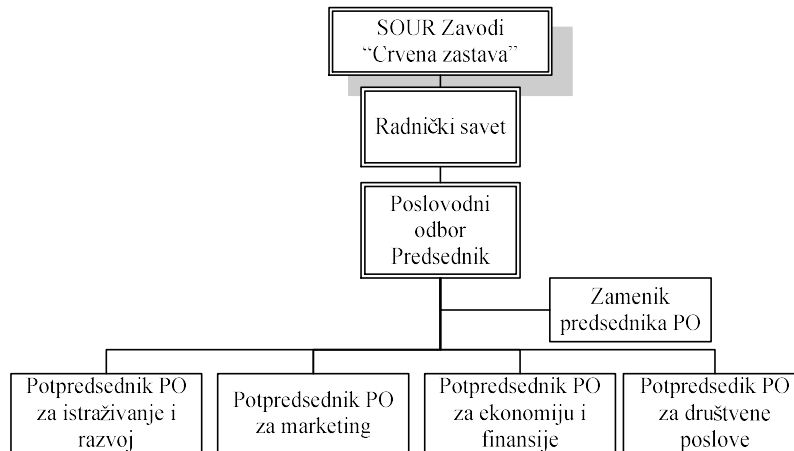 SOUR Zavodi
“Crvena zastava”
Radnički savet
Poslovodni
odbor
Predsednik
Zamenik
predsednika PO
Potpredsednik PO
za istraživanje i
razvoj
Potpredsednik PO
za marketing
Potpredsednik PO
za ekonomiju i
finansije
Potpredsedik PO
za društvene
poslove